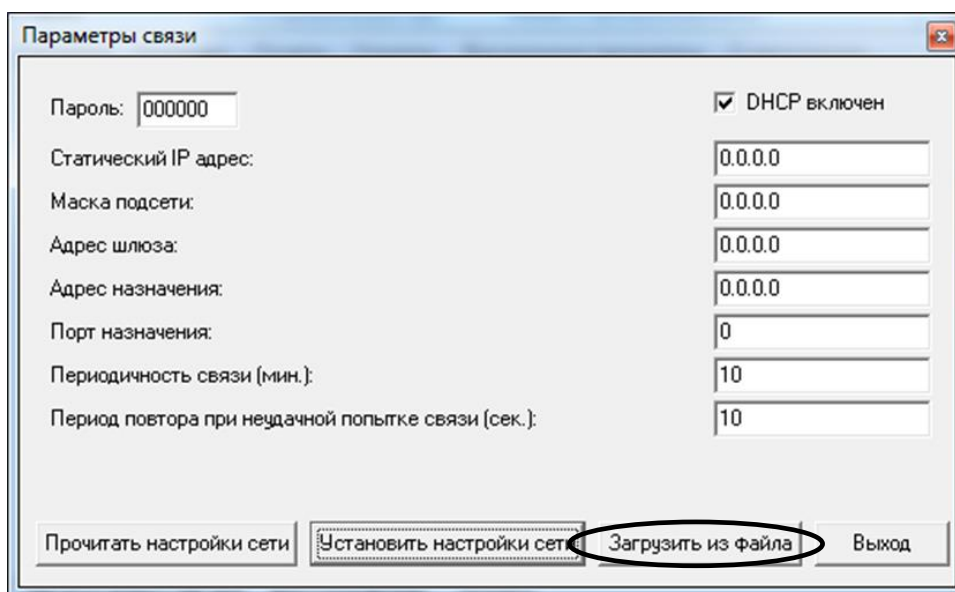 Параметры связи
Пароль: 000000
DHCP включен
Статический IP адрес: 0.0.0.0
Маска подсети: 0.0.0.0
Адрес шлюза: 0.0.0.0
Адрес назначения: 0.0.0.0
Порт назначения: 0
Периодичность связи (мин.): 10
Период повтора при неудачной попытке связи (сек.): 10
Прочитать настройки сети Установить настройки сети Загрузить из файла Выход